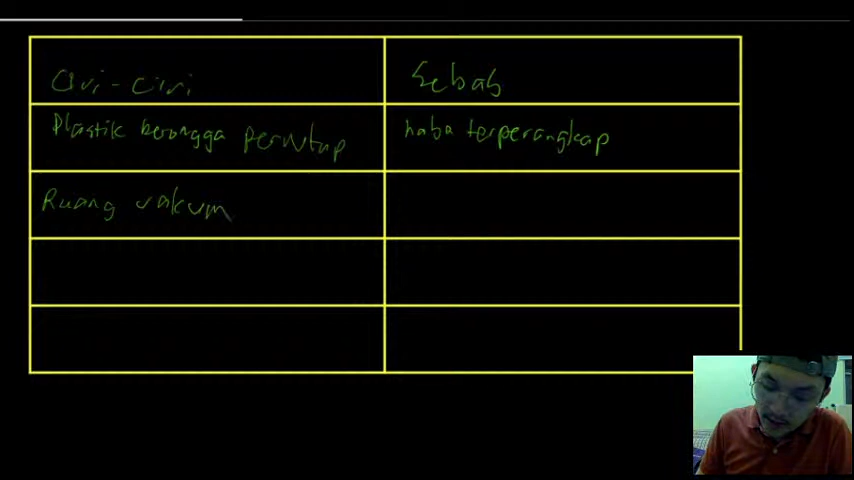 Ciri-ciri
Sebab
Plastik berongga penutup
haba terperangkap
Ruang vakum